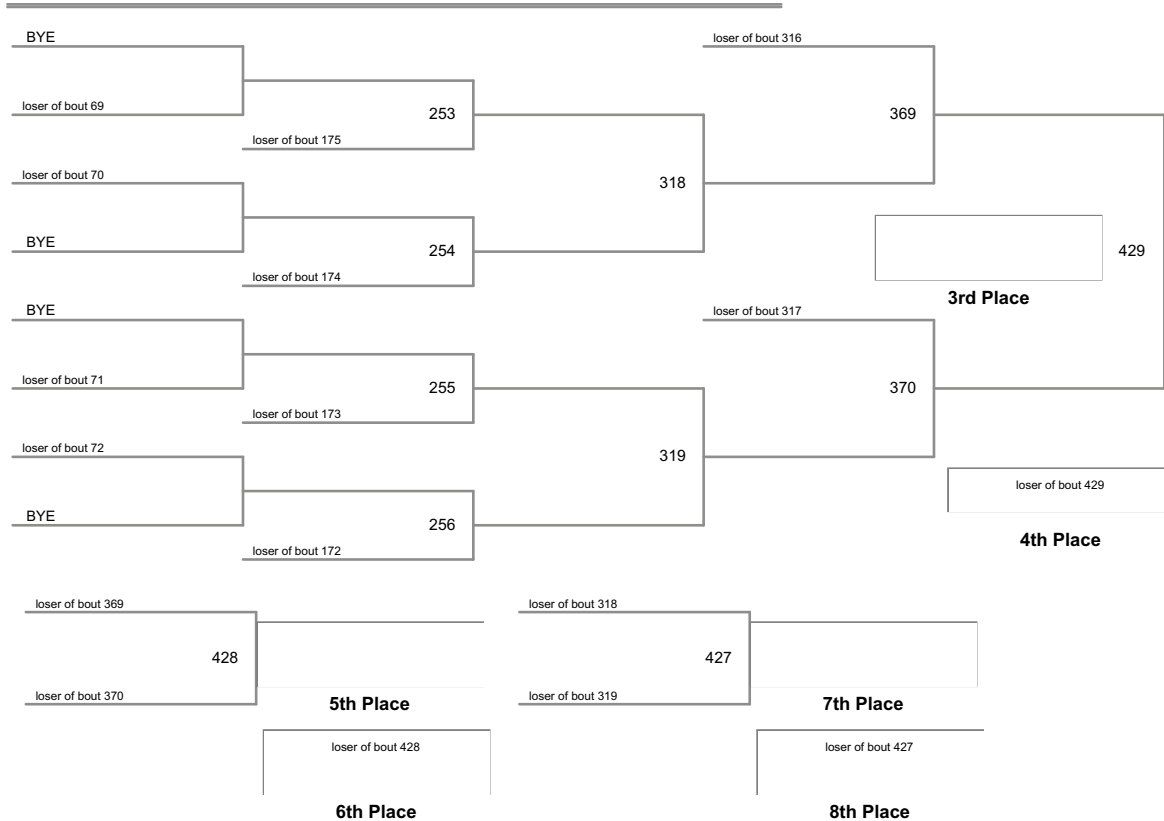 BYE
loser of bout 316
loser of bout 69
253
369
loser of bout 175
loser of bout 70
318
BYE
254
429
loser of bout 174
3rd Place
BYE
loser of bout 317
loser of bout 71
255
370
loser of bout 173
loser of bout 72
319
loser of bout 429
BYE
256
4th Place
loser of bout 172
loser of bout 369
loser of bout 318
428
427
loser of bout 370
5th Place
loser of bout 319
7th Place
loser of bout 428
loser of bout 427
6th Place
8th Place